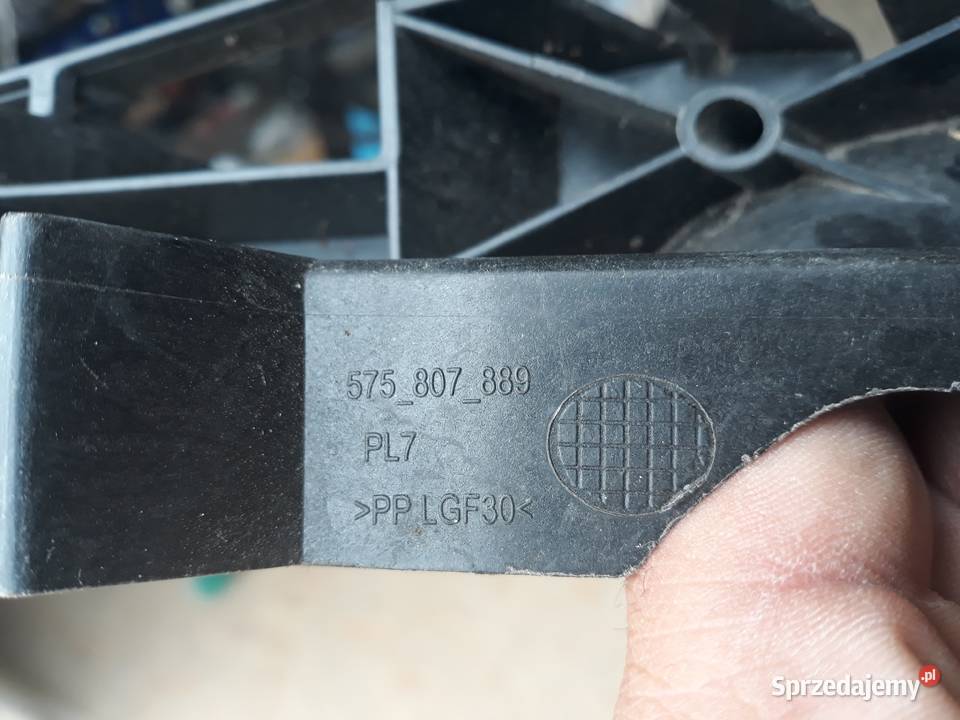 575_807_889
PL7
>PP LGF30<
Sprzedajemy.pl